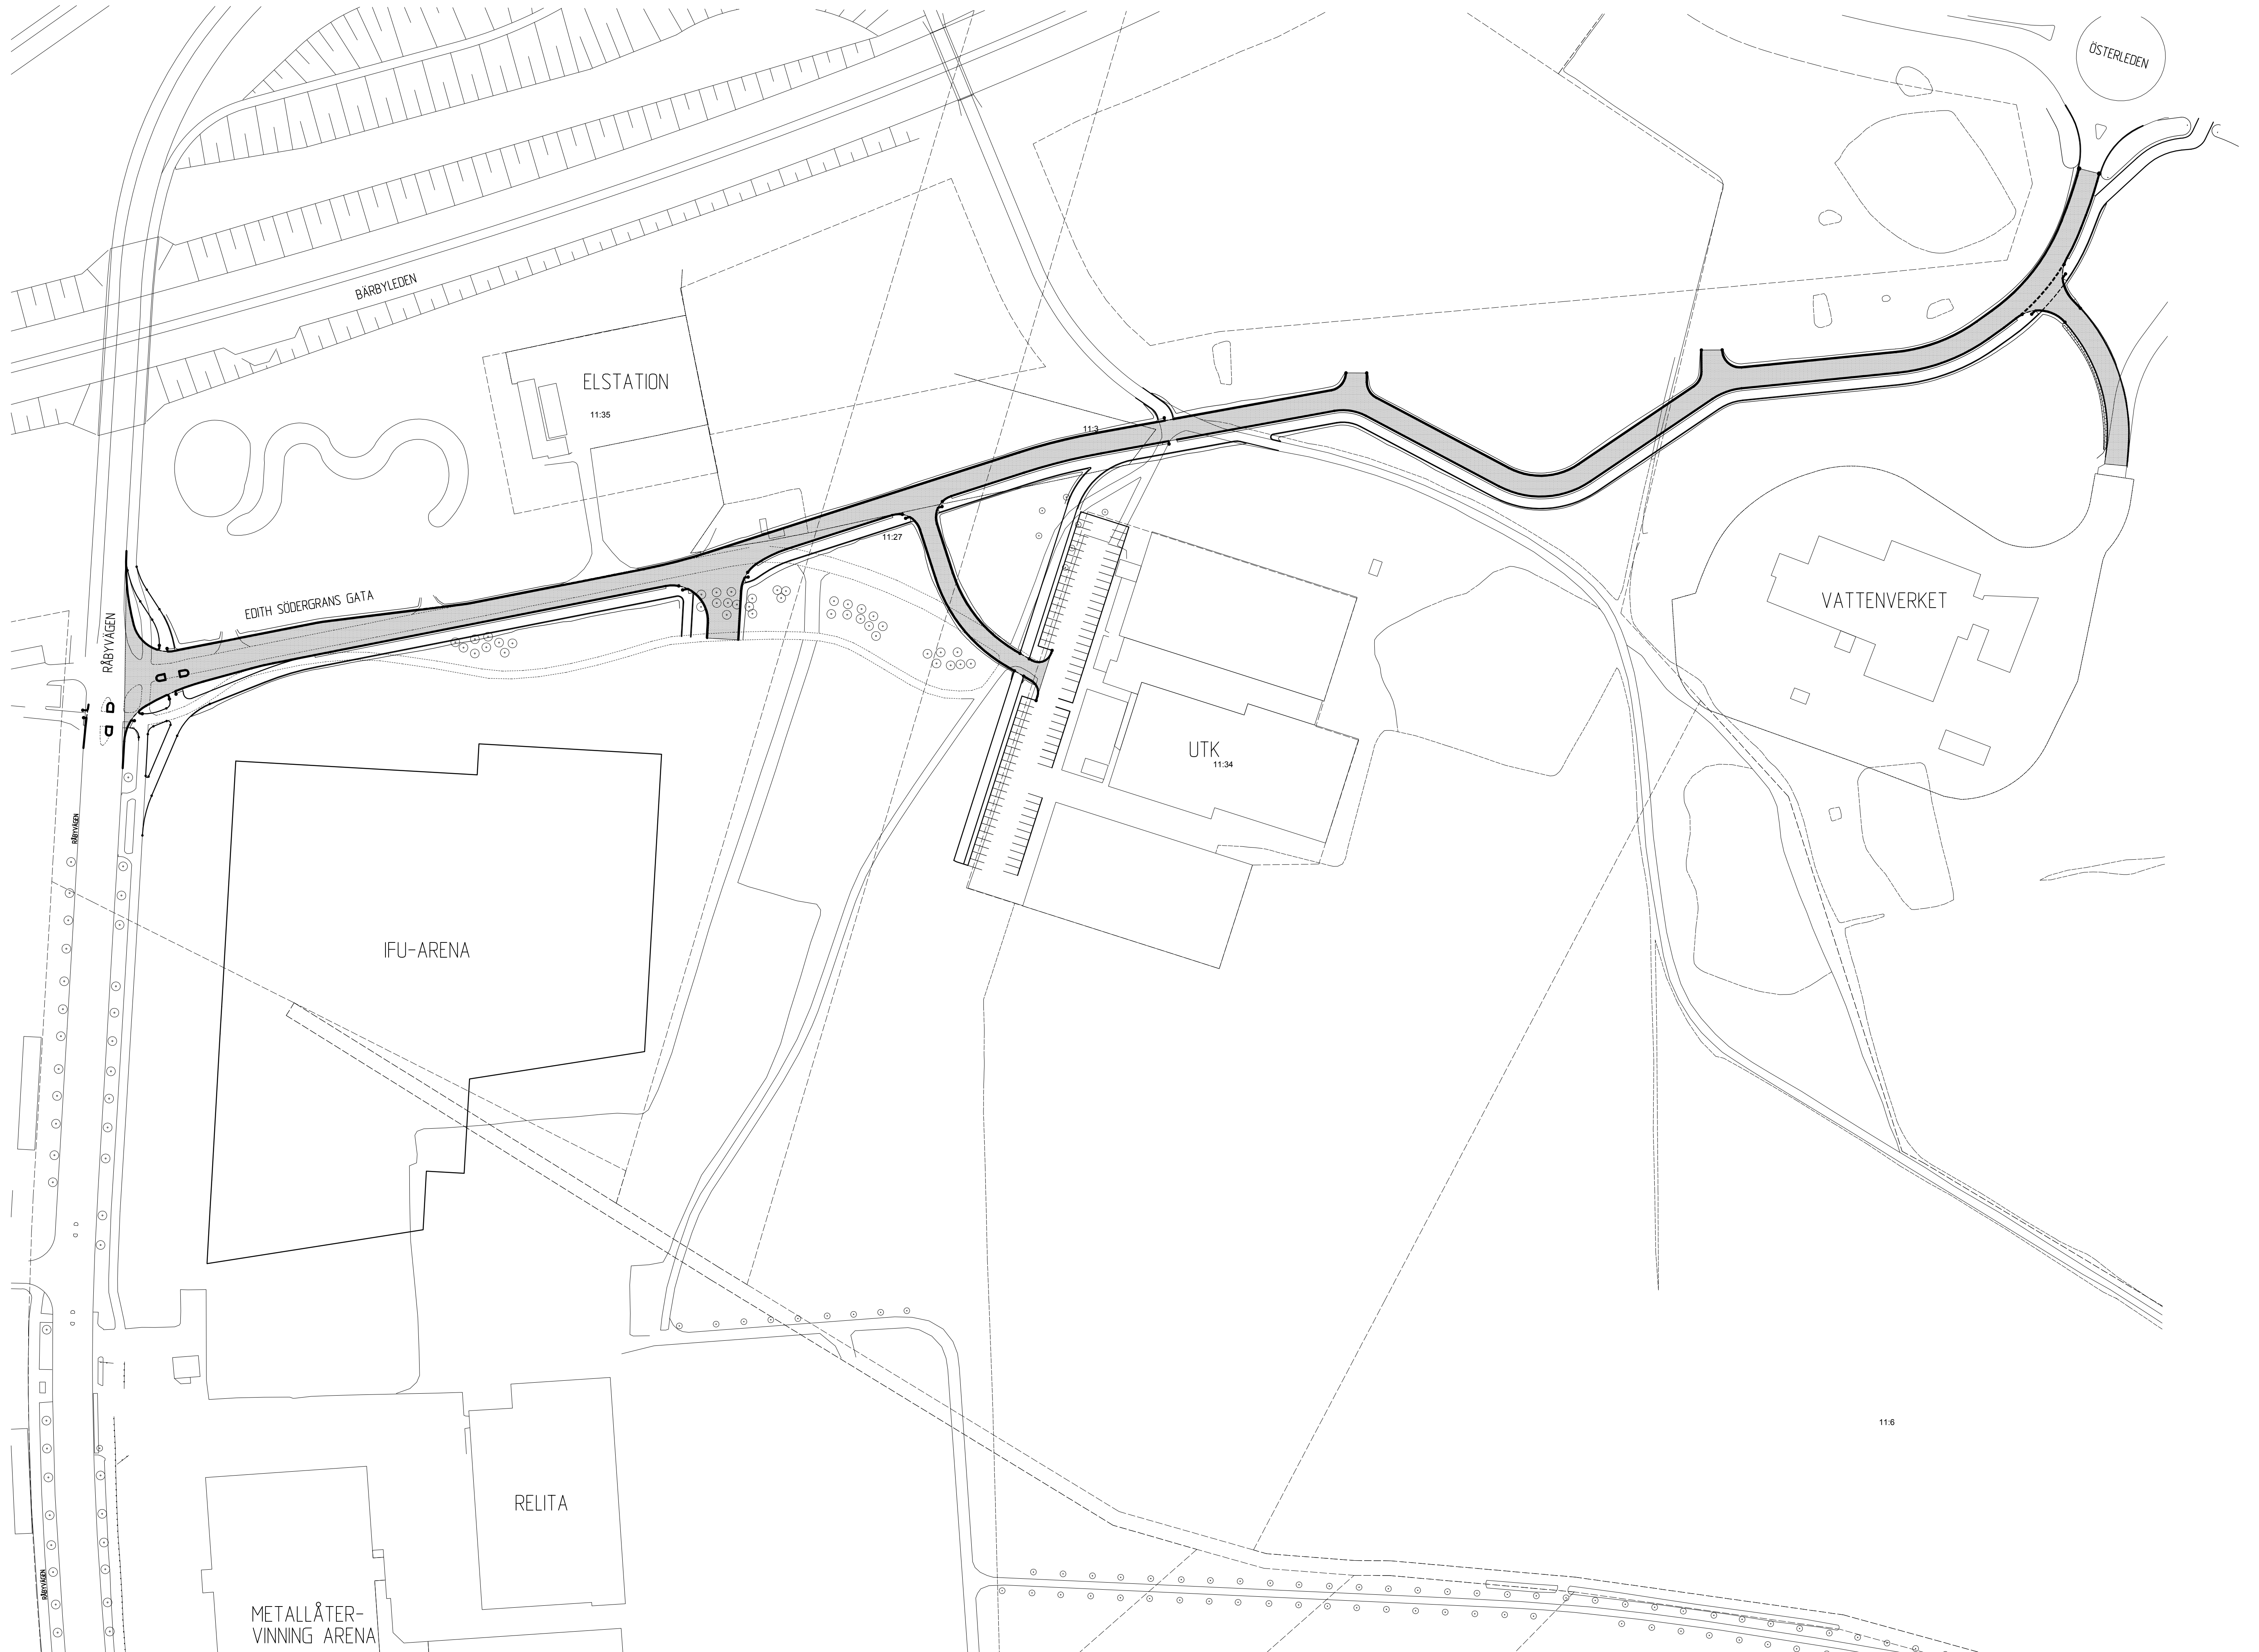 ÖSTERLEDEN
BÄRBYLEDEN
ELSTATION
11:35
11:3
11:27
EDITH SÖDERGRANS GATA
RÅBYVÄGEN
VATTENVERKET
UTK
11:34
RÅBYVÄGEN
IFU-ARENA
11:6
RELITA
RÅBYVÄGEN
METALLÅTER-
VINNING ARENA